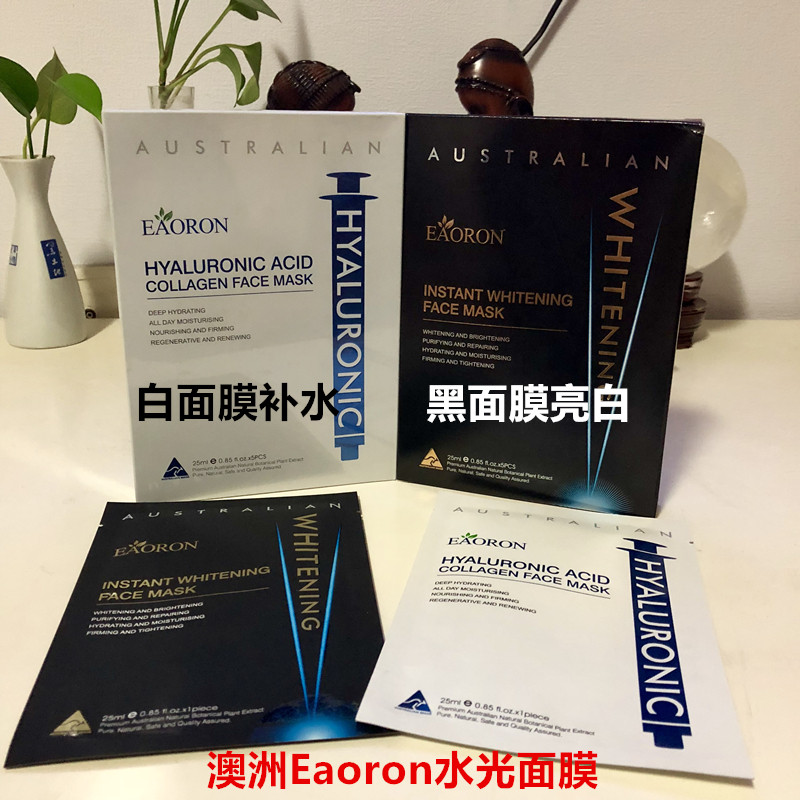 AUSTRALIAN
EAORON
HYALURONIC ACID
COLLAGEN FACE MASK
DEEP HYDRATING
ALL DAY MOISTURISING
NOURISHING AND FIRMING
REGENERATIVE AND RENEWING
HYALURONIC
白面膜补水
25ml e 0.85 fl.oz.x5PCS
Premium Australian Natural Botanical Plant Extract
Pure, Natural, Safe and Quality Assured.
AUSTRALIAN
EAORON
INSTANT WHITENING
FACE MASK
WHITENING AND BRIGHTENING
PURIFYING AND REPAIRING
HYDRATING AND MOISTURISING
FIRMING AND TIGHTENING
WHITENING
黑面膜亮白
25ml e 0.85 fl.oz.x5PCS
Premium Australian Natural Botanical Plant Extract
Pure, Natural, Safe and Quality Assured.
AUSTRALIAN
EAORON
INSTANT WHITENING
FACE MASK
WHITENING AND BRIGHTENING
PURIFYING AND REPAIRING
HYDRATING AND MOISTURISING
FIRMING AND TIGHTENING
WHITENING
25ml e 0.85 fl.oz.x1piece
Premium Australian Natural Botanical Plant Extract
Pure, Natural, Safe and Quality Assured.
AUSTRALIAN
EAORON
HYALURONIC ACID
COLLAGEN FACE MASK
DEEP HYDRATING
ALL DAY MOISTURISING
NOURISHING AND FIRMING
REGENERATIVE AND RENEWING
HYALURONIC
25ml e 0.85 fl.oz.x1piece
Premium Australian Natural Botanical Plant Extract
Pure, Natural, Safe and Quality Assured.
澳洲Eaoron水光面膜